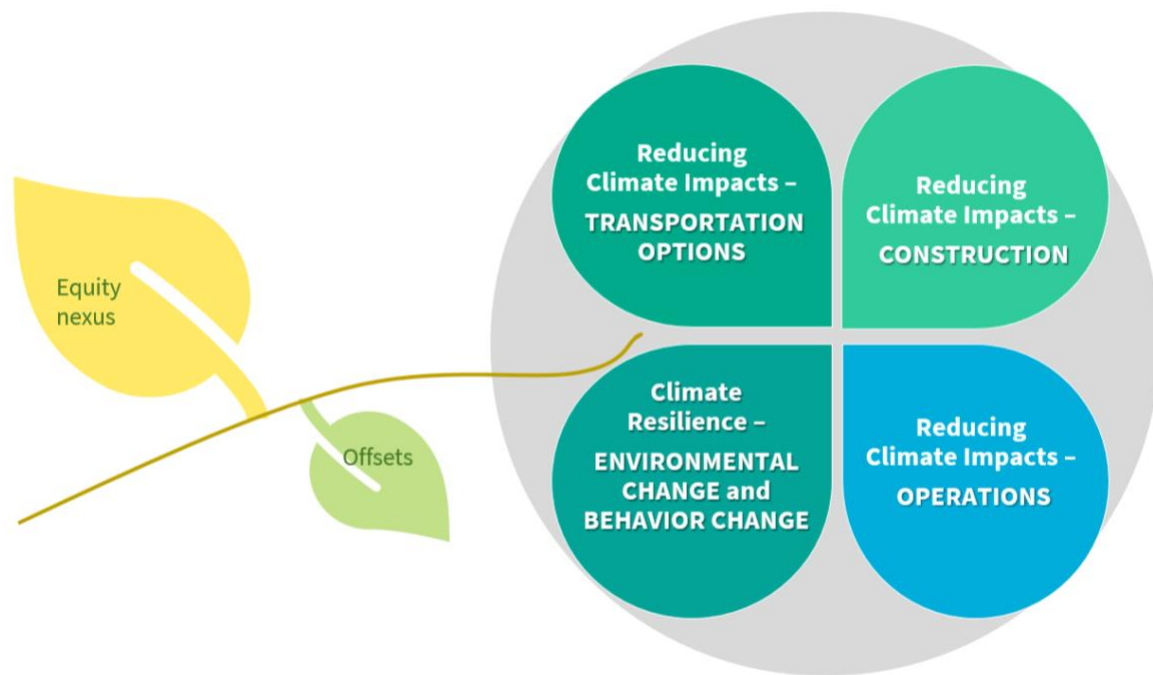 Equity
nexus
Offsets
Reducing
Climate Impacts –
TRANSPORTATION
OPTIONS
Reducing
Climate Impacts –
CONSTRUCTION
Climate
Resilience –
ENVIRONMENTAL
CHANGE and
BEHAVIOR CHANGE
Reducing
Climate Impacts –
OPERATIONS